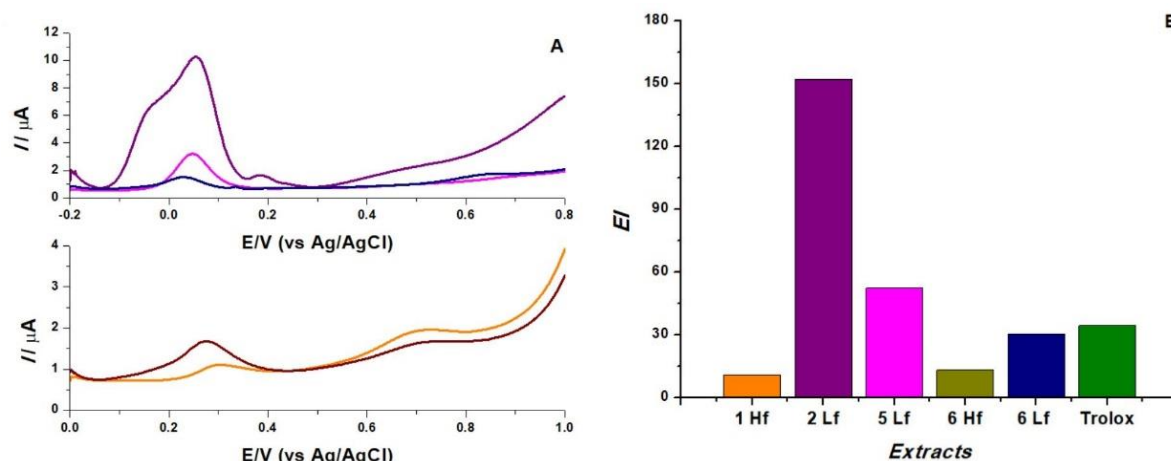 A
12
10
8
6
4
2
0
I / μA
-0.2 0.0 0.2 0.4 0.6 0.8
E/V (vs Ag/AgCl)
4
3
2
1
0
I / μA
0.0 0.2 0.4 0.6 0.8 1.0
E/V (vs Ag/AgCl)
180
150
120
90
60
30
0
EI
1 Hf 2 Lf 5 Lf 6 Hf 6 Lf Trolox
Extracts